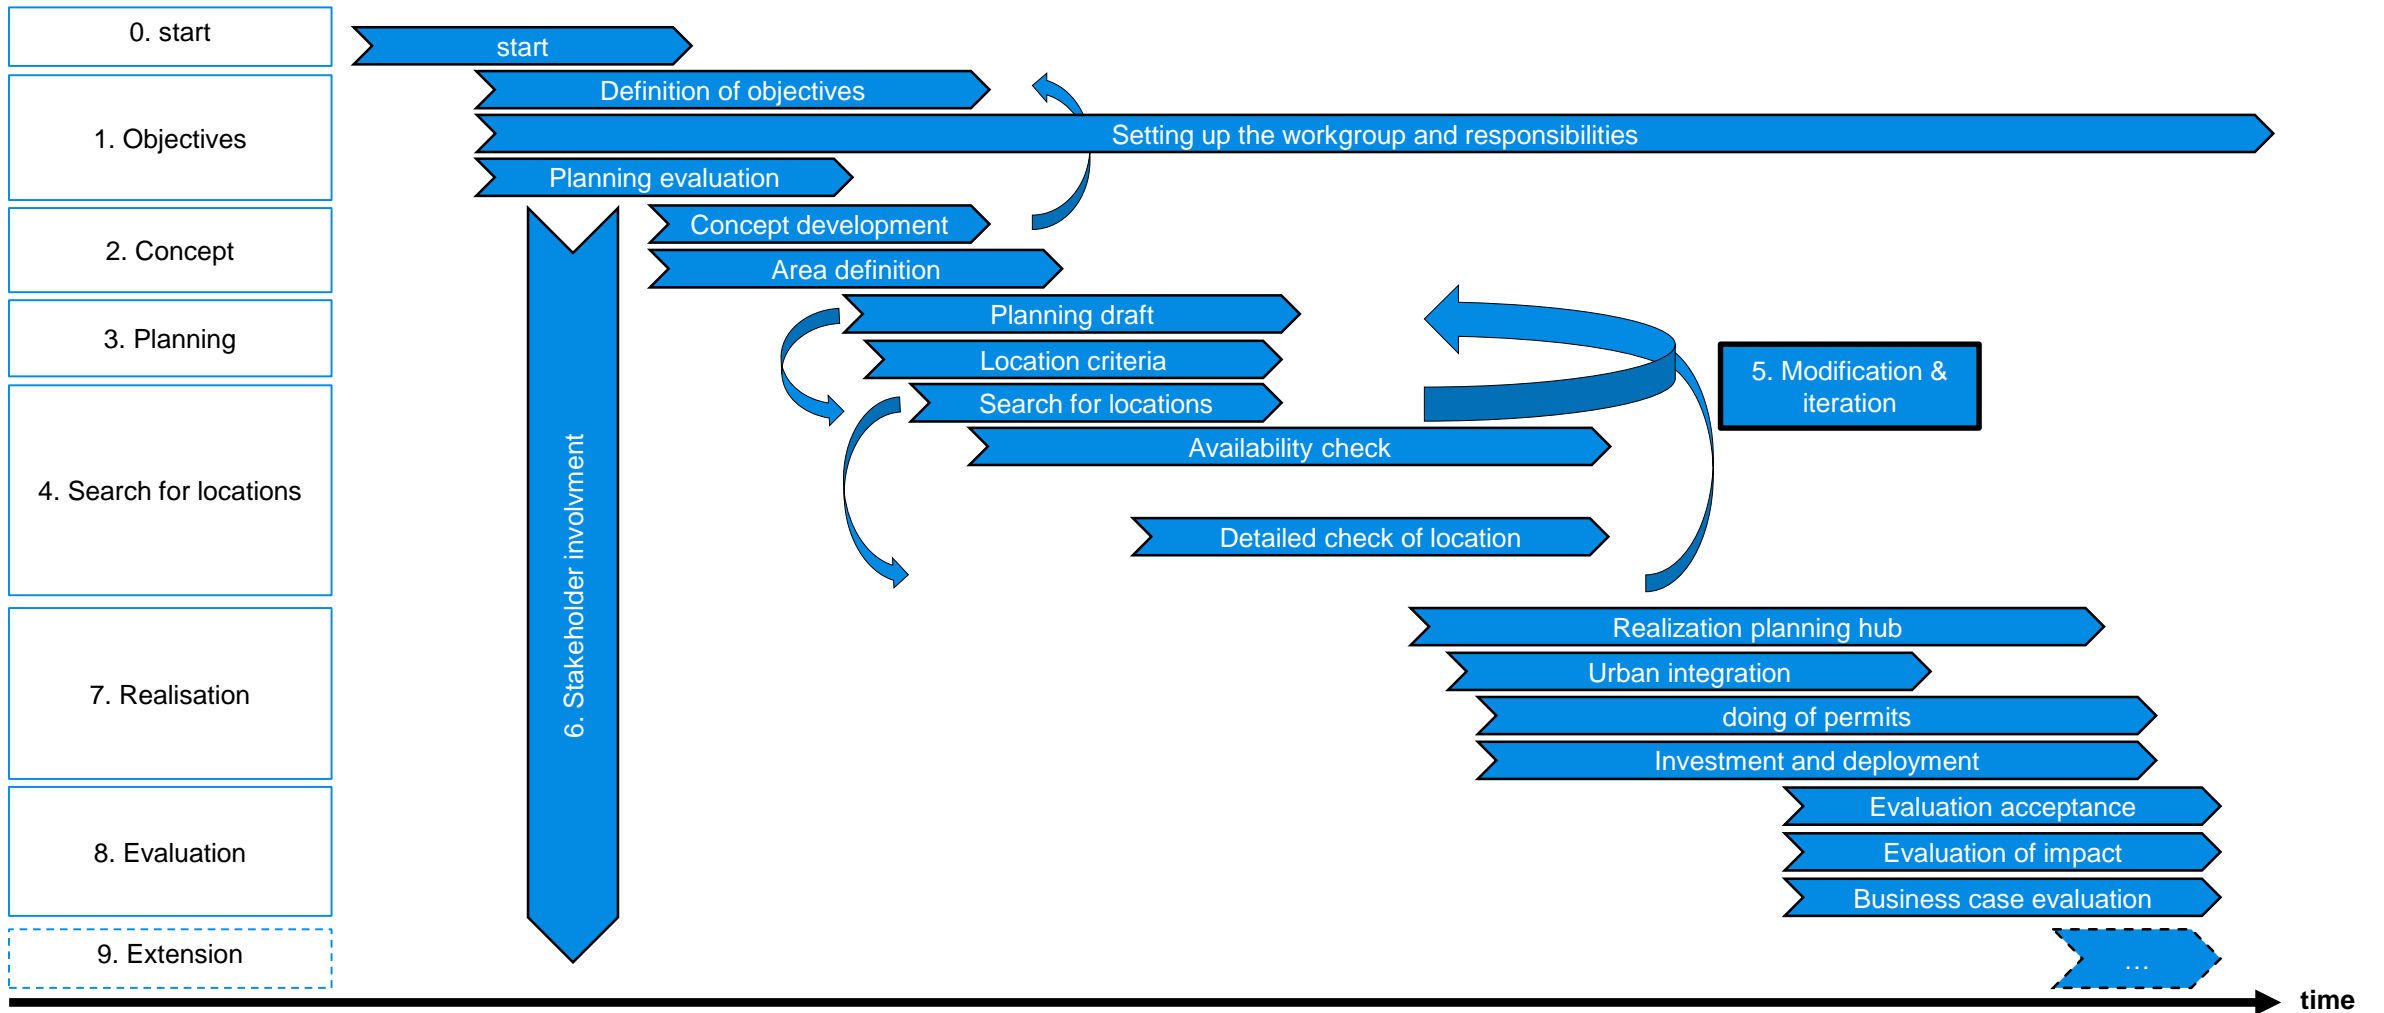 0. start
start
1. Objectives
Definition of objectives
Setting up the workgroup and responsibilities
Planning evaluation
2. Concept
Concept development
Area definition
3. Planning
Planning draft
Location criteria
4. Search for locations
Search for locations
Availability check
Detailed check of location
5. Modification &
iteration
6. Stakeholder involvment
7. Realisation
Realization planning hub
Urban integration
doing of permits
Investment and deployment
8. Evaluation
Evaluation acceptance
Evaluation of impact
Business case evaluation
9. Extension
…
time